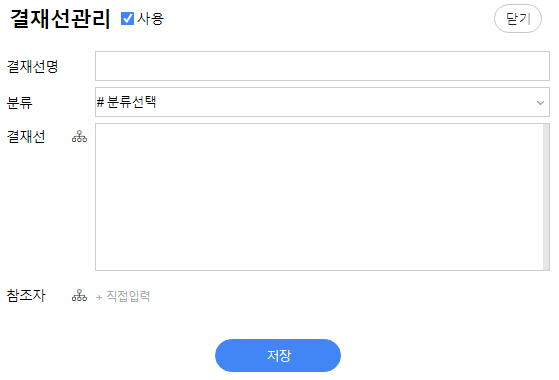 결재선관리 사용 닫기
결재선명
분류 # 분류선택
결재선
참조자 + 직접입력
저장